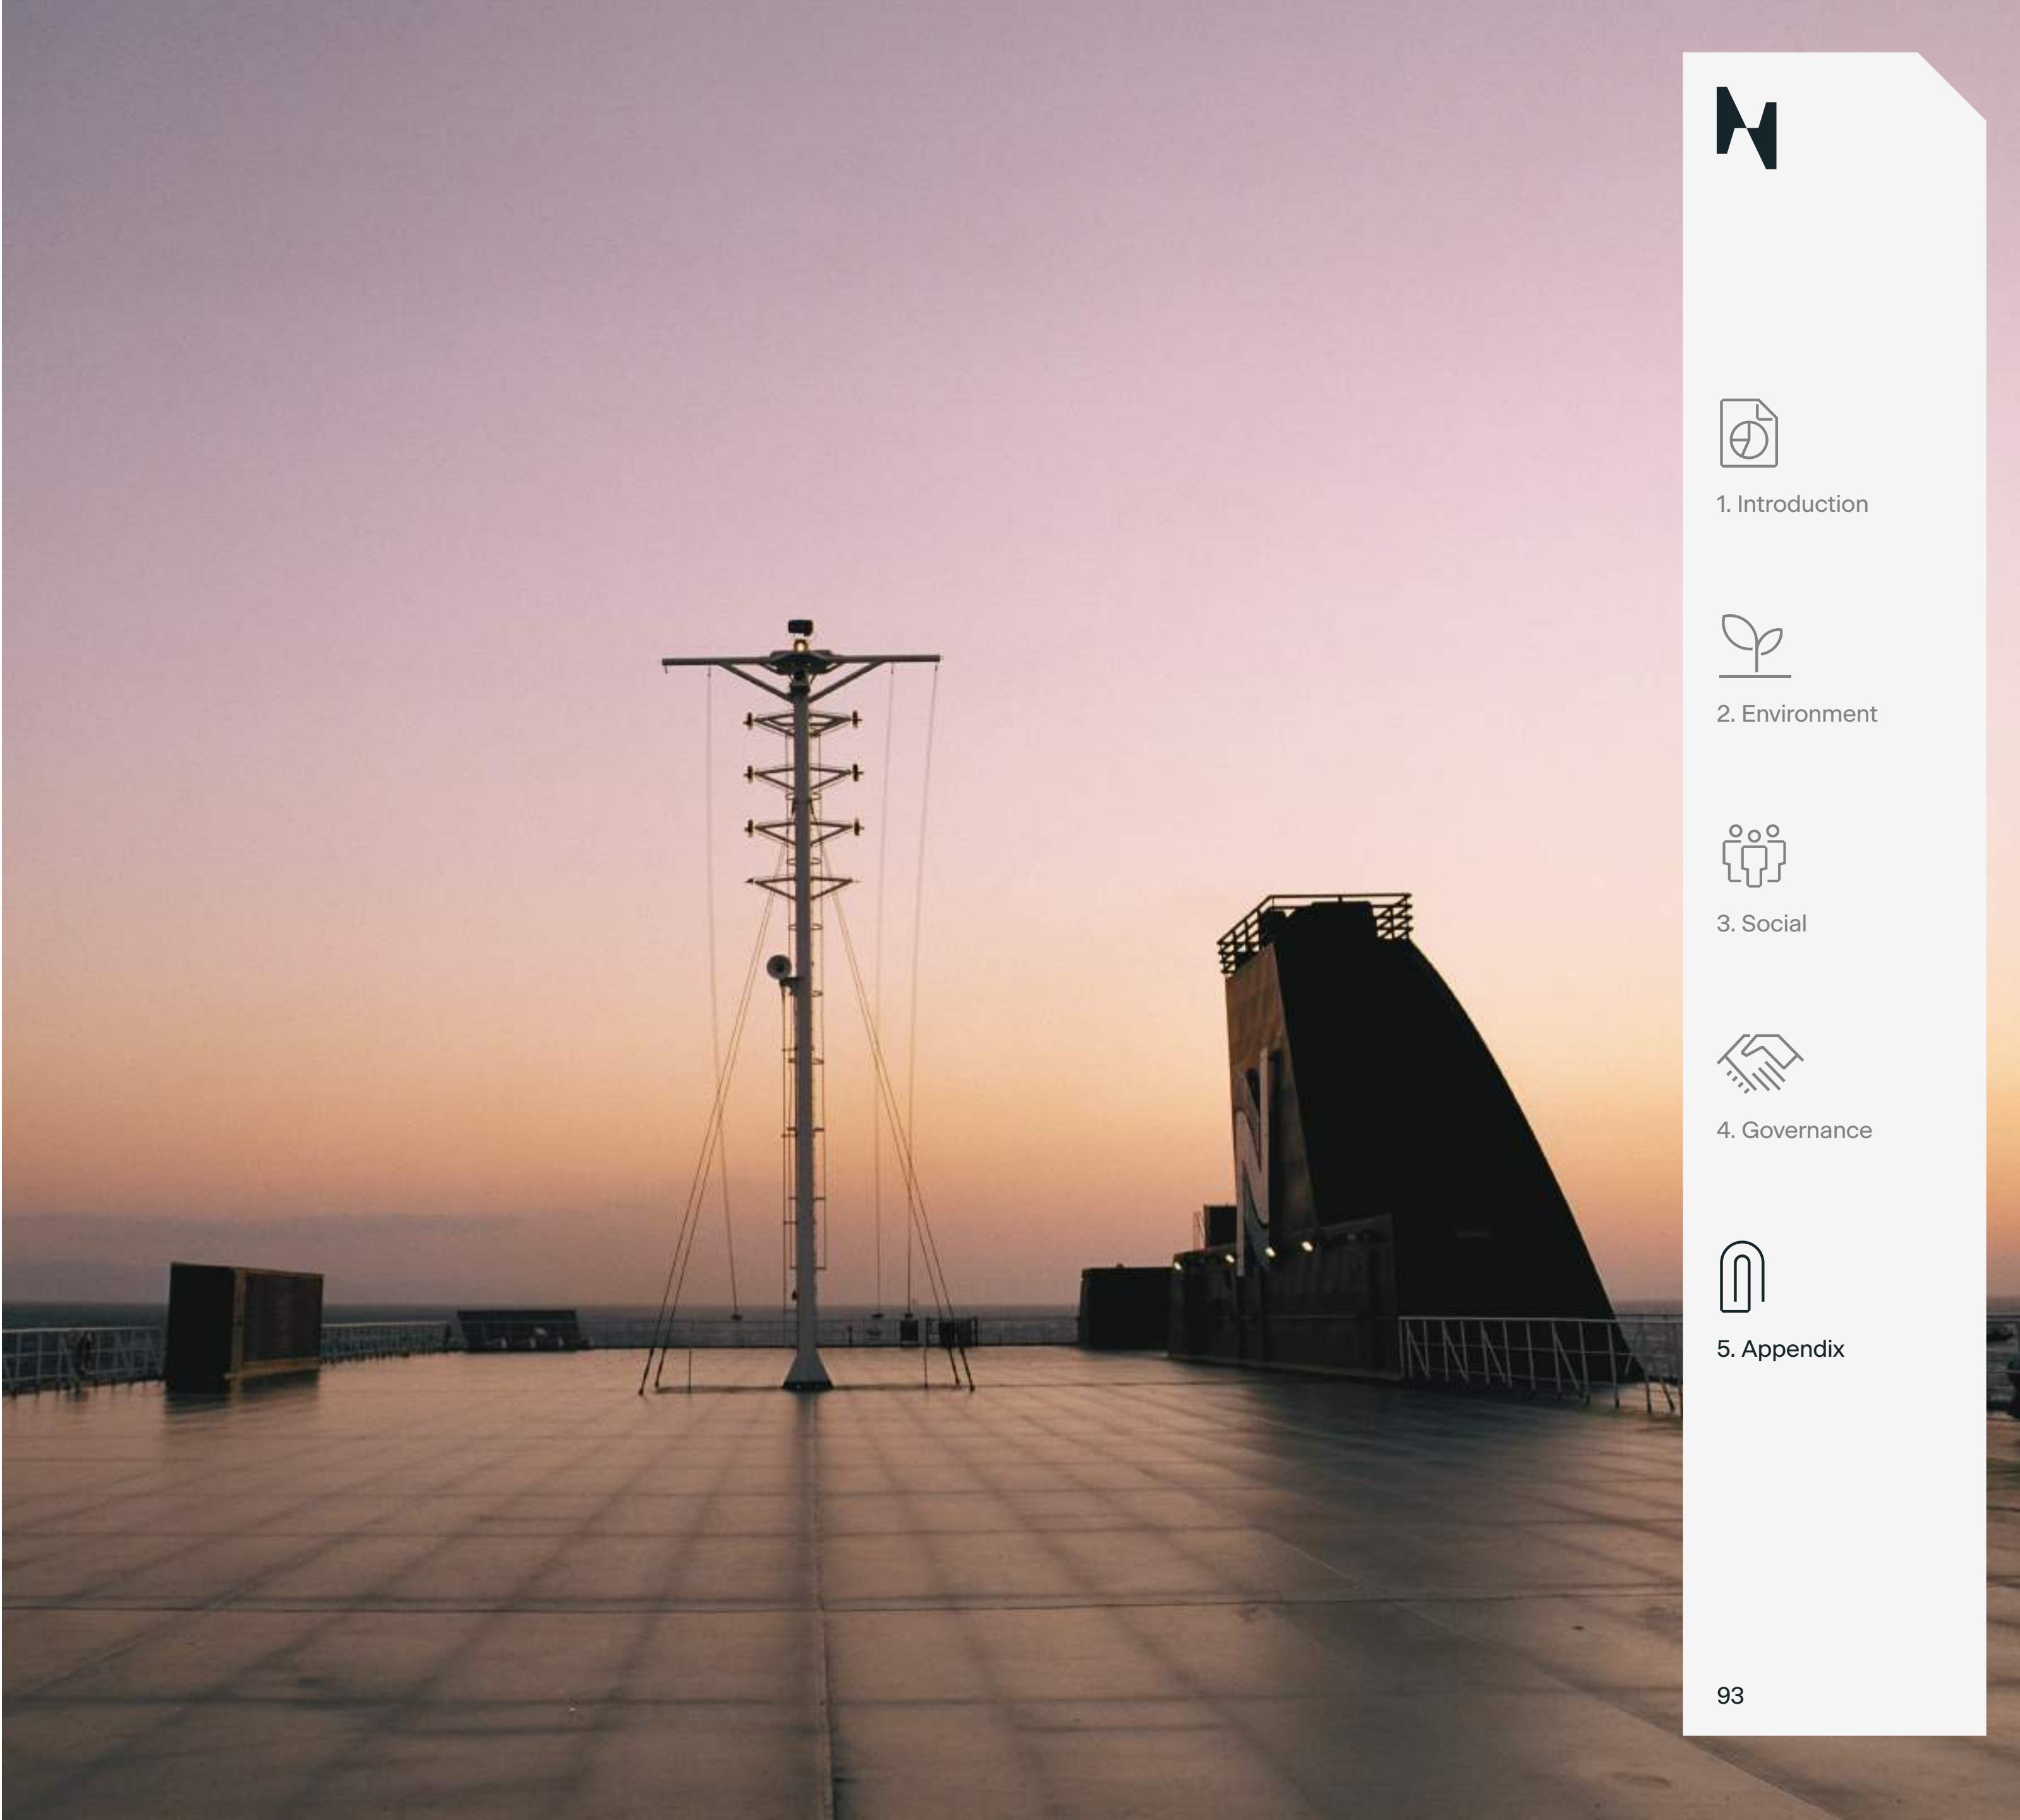 1. Introduction
2. Environment
3. Social
4. Governance
5. Appendix
93